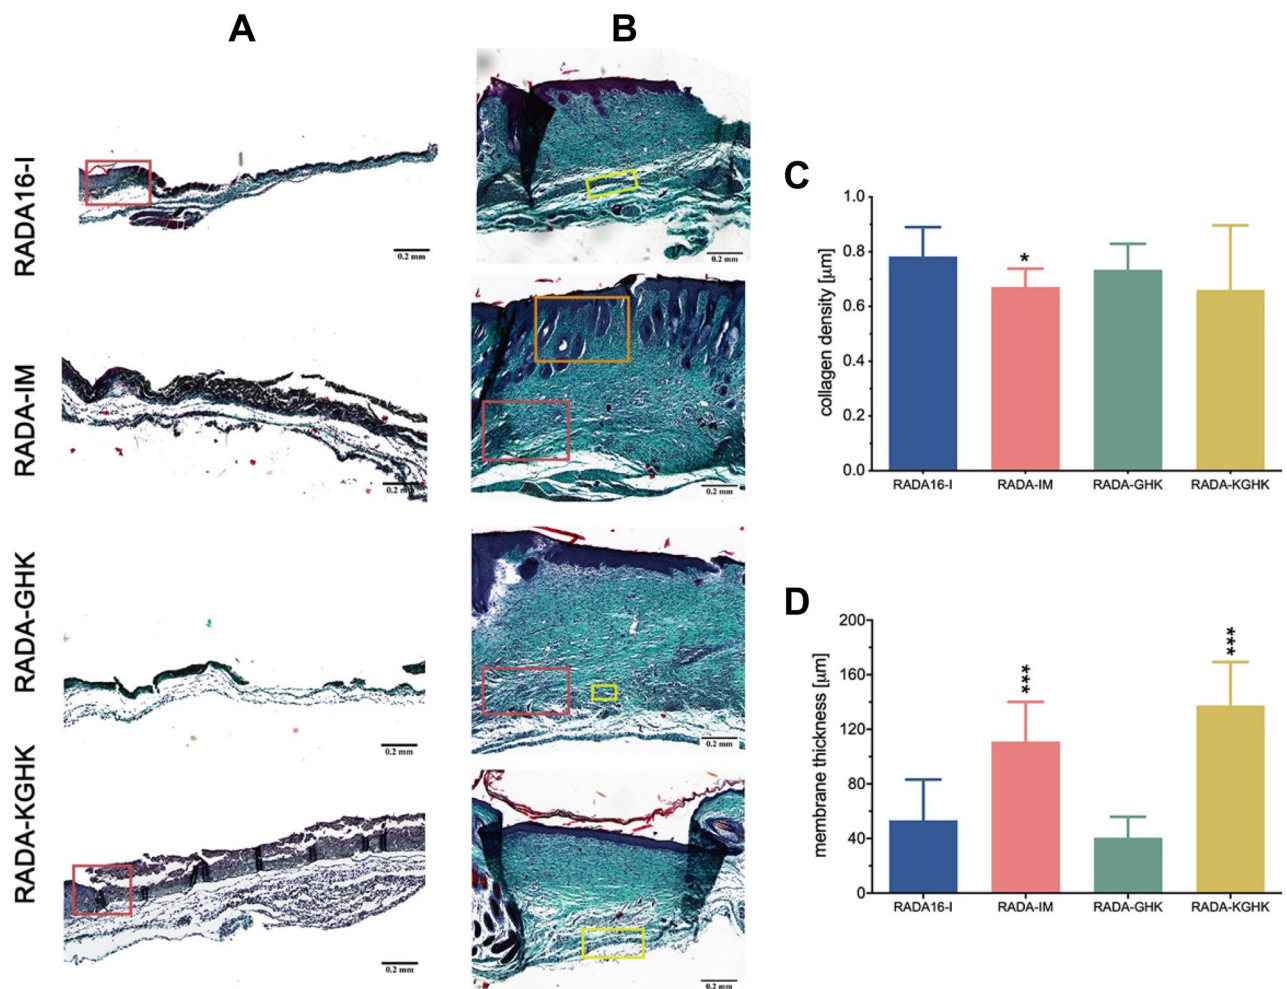 A
B
RADA16-I
0.2 mm
0.2 mm
RADA-IM
0.2 mm
0.2 mm
RADA-GHK
0.2 mm
0.2 mm
RADA-KGHK
0.2 mm
0.2 mm
C
collagen density [µm]
1.0
0.8
0.6
0.4
0.2
0.0
*
RADA16-I RADA-IM RADA-GHK RADA-KGHK
D
membrane thickness [µm]
200
160
120
80
40
0
***
***
RADA16-I RADA-IM RADA-GHK RADA-KGHK